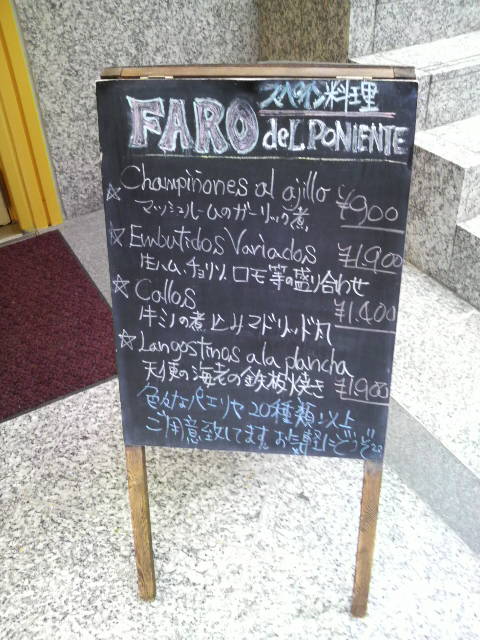 スペイン料理
FARO del PONIENTE
☆Champiñones al ajillo
マッシュルームのガーリック煮 ¥900
☆Embutidos Variados ¥1,900
生ハム、チョリソ、ロモ等の盛り合わせ
☆Callos ¥1,400
牛ミノの煮込みマドリッド風
☆Langostinos a la plancha
天使の海老の鉄板焼き ¥1,900
色々なパエリヤ20種類以上
ご用意致してます。お気軽にどうぞ